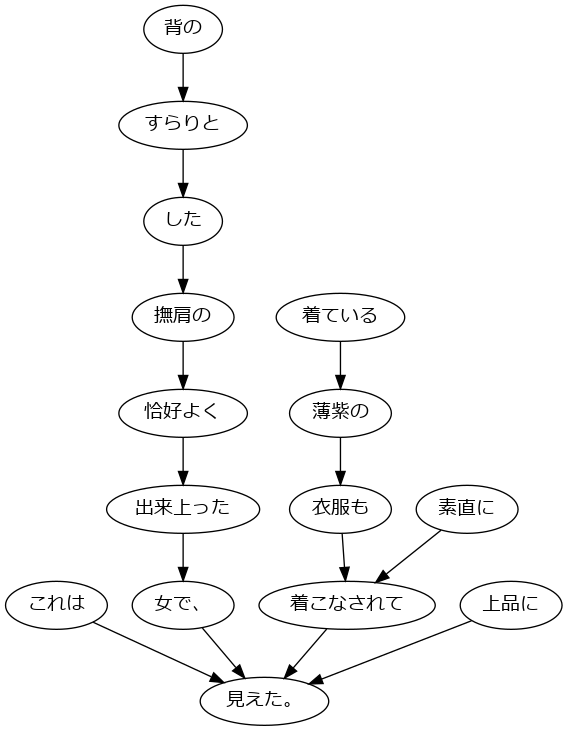 背の
すらりと
した
撫肩の
着ている
恰好よく
薄紫の
出来上った
衣服も
素直に
これは
女で、
着こなされて
上品に
見えた。